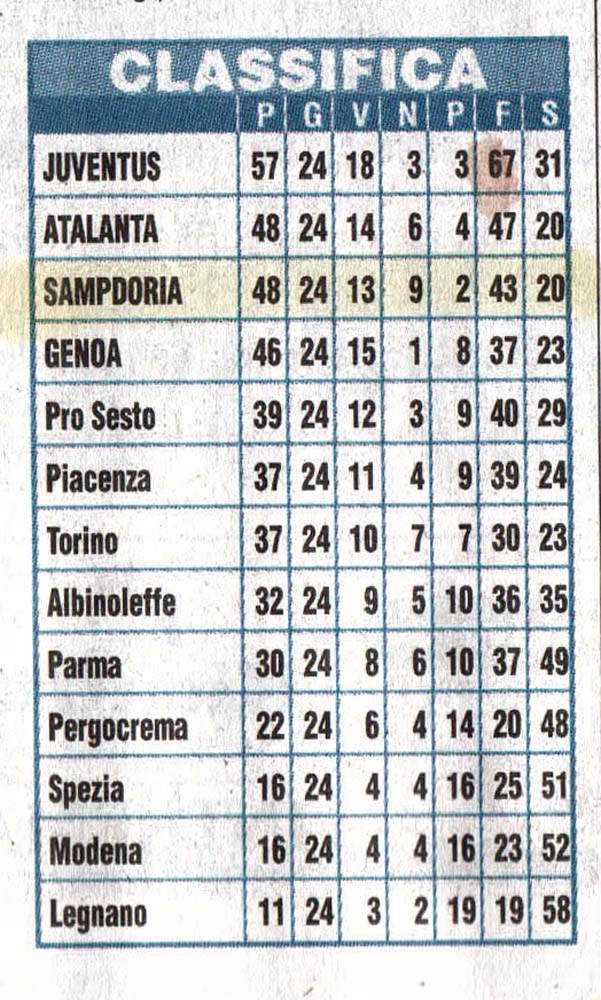 CLASSIFICA
P G V N P F S
JUVENTUS 57 24 18 3 3 67 31
ATALANTA 48 24 14 6 4 47 20
SAMPDORIA 48 24 13 9 2 43 20
GENOA 46 24 15 1 8 37 23
Pro Sesto 39 24 12 3 9 40 29
Piacenza 37 24 11 4 9 39 24
Torino 37 24 10 7 7 30 23
Albinoleffe 32 24 9 5 10 36 35
Parma 30 24 8 6 10 37 49
Pergocrema 22 24 6 4 14 20 48
Spezia 16 24 4 4 16 25 51
Modena 16 24 4 4 16 23 52
Legnano 11 24 3 2 19 19 58